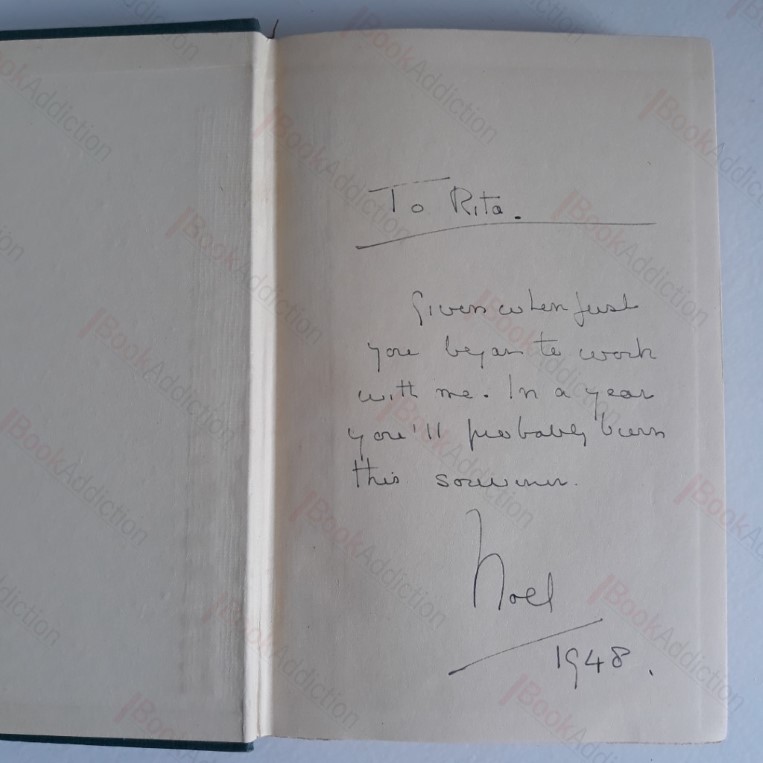 To Rita.
Given when first
you began to work
with me. In a year
you'll probably burn
this souvenir.
Noel
1948.
BookAddiction